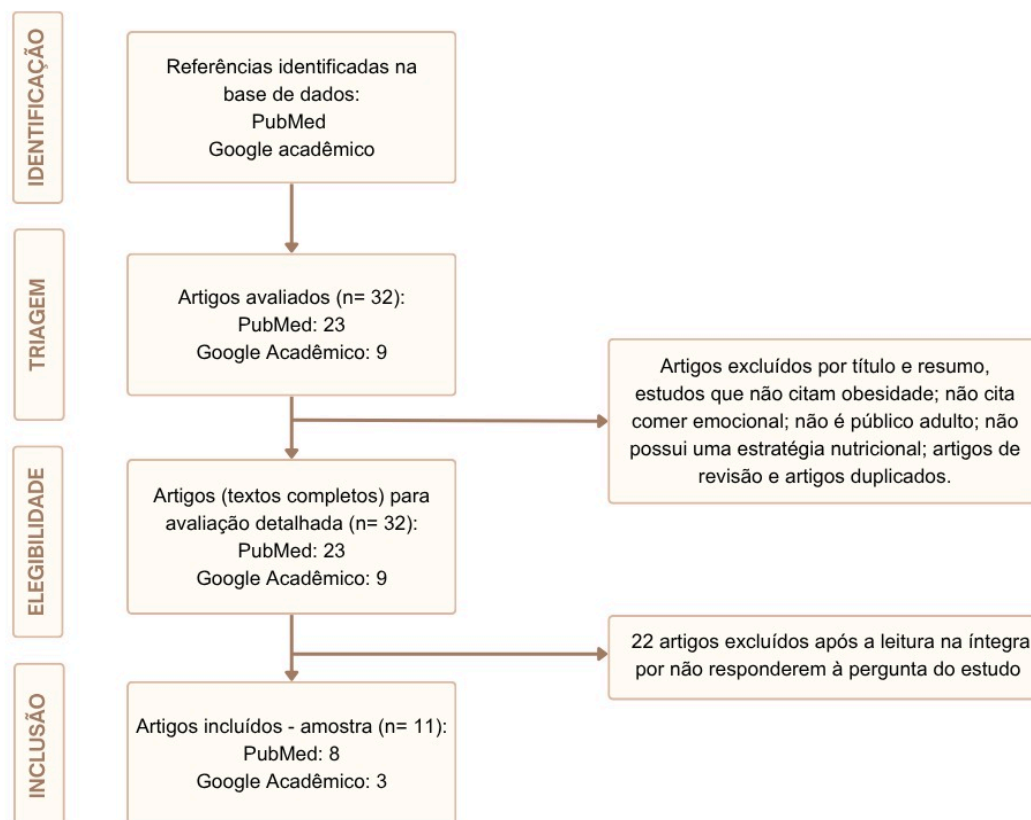 IDENTIFICAÇÃO
Referências identificadas na
base de dados:
PubMed
Google acadêmico
TRIAGEM
Artigos avaliados (n= 32):
PubMed: 23
Google Acadêmico: 9
Artigos excluídos por título e resumo,
estudos que não citam obesidade; não cita
comer emocional; não é público adulto; não
possui uma estratégia nutricional; artigos de
revisão e artigos duplicados.
ELEGIBILIDADE
Artigos (textos completos) para
avaliação detalhada (n= 32):
PubMed: 23
Google Acadêmico: 9
22 artigos excluídos após a leitura na íntegra
por não responderem à pergunta do estudo
INCLUSÃO
Artigos incluídos - amostra (n= 11):
PubMed: 8
Google Acadêmico: 3